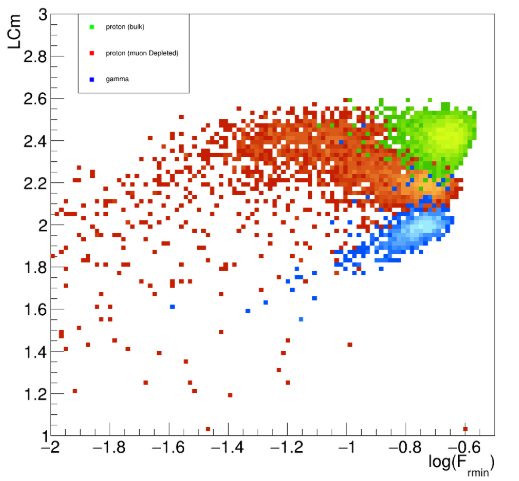 LCm
3
2.8
2.6
2.4
2.2
2
1.8
1.6
1.4
1.2
1
proton (bulk)
proton (muon Depleted)
gamma
−2 −1.8 −1.6 −1.4 −1.2 −1 −0.8 −0.6
log(F_rmin)